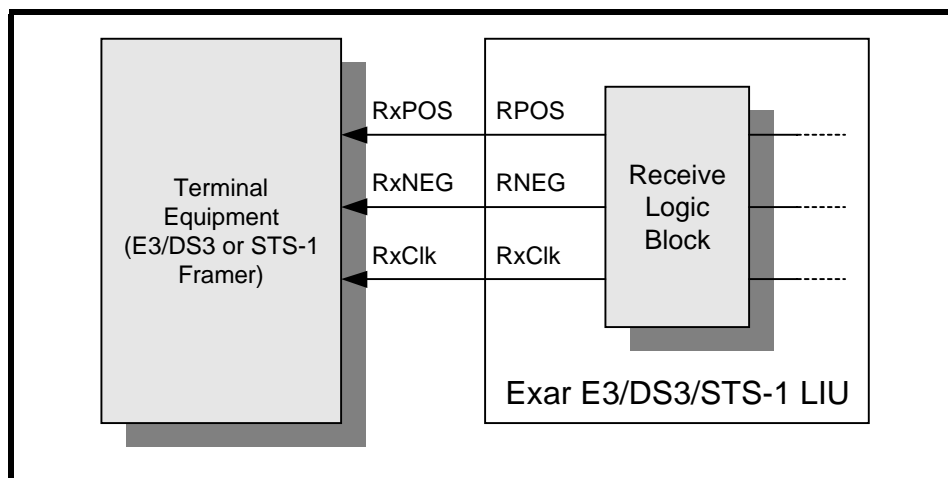 Terminal
Equipment
(E3/DS3 or STS-1
Framer)
RxPOS
RxNEG
RxClk
RPOS
RNEG
RxClk
Receive
Logic
Block
Exar E3/DS3/STS-1 LIU